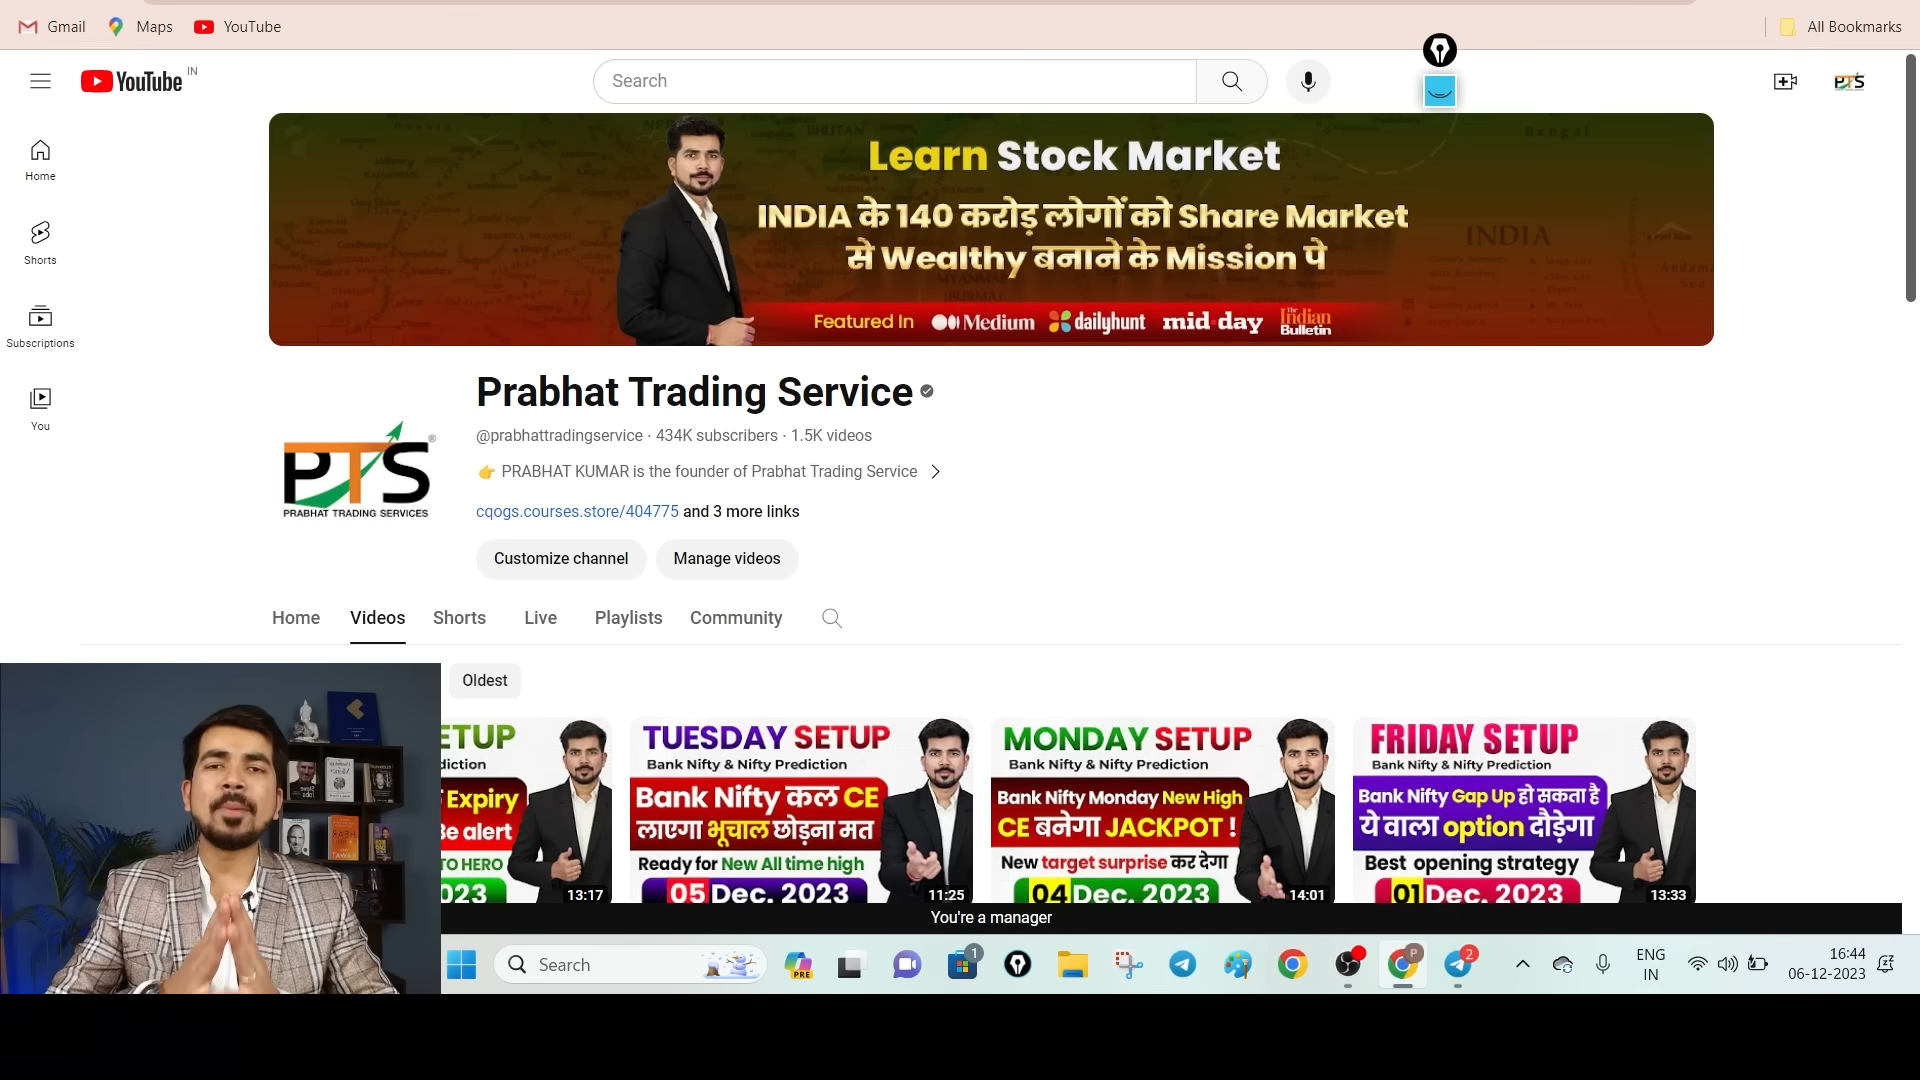 Gmail
Maps
YouTube
All Bookmarks
YouTube IN
Search
PTS
Home
Shorts
Subscriptions
You
Learn Stock Market
INDIA के 140 करोड़ लोगों को Share Market
से Wealthy बनाने के Mission पे
Featured In Medium dailyhunt mid-day The Indian Bulletin
INDIA
Prabhat Trading Service
@prabhattradingservice · 434K subscribers · 1.5K videos
👉 PRABHAT KUMAR is the founder of Prabhat Trading Service
cqogs.courses.store/404775 and 3 more links
Customize channel
Manage videos
PTS®
PRABHAT TRADING SERVICES
Home
Videos
Shorts
Live
Playlists
Community
Oldest
ETUP
diction
Expiry
Be alert
TO HERO
023
13:17
TUESDAY SETUP
Bank Nifty & Nifty Prediction
Bank Nifty कल CE
लाएगा भूचाल छोड़ना मत
Ready for New All time high
05 Dec. 2023
11:25
MONDAY SETUP
Bank Nifty & Nifty Prediction
Bank Nifty Monday New High
CE बनेगा JACKPOT !
New target surprise कर देगा
04 Dec. 2023
14:01
FRIDAY SETUP
Bank Nifty & Nifty Prediction
Bank Nifty Gap Up हो सकता है
ये वाला option दौड़ेगा
Best opening strategy
01 Dec. 2023
13:33
You're a manager
Search
PRE
1
P
2
ENG
IN
16:44
06-12-2023